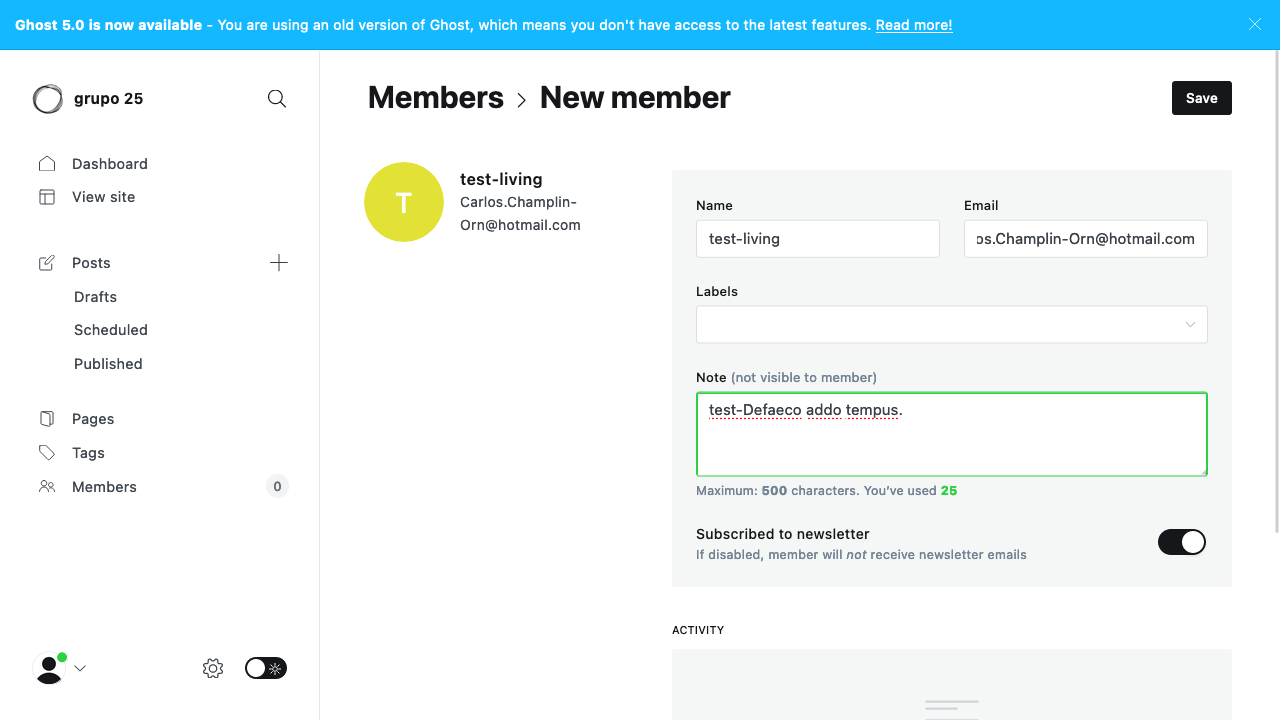 Ghost 5.0 is now available - You are using an old version of Ghost, which means you don't have access to the latest features. Read more!
grupo 25
Dashboard
View site
Posts
Drafts
Scheduled
Published
Pages
Tags
Members 0
Members > New member
Save
T
test-living
Carlos.Champlin-
Orn@hotmail.com
Name
test-living
Email
os.Champlin-Orn@hotmail.com
Labels
Note (not visible to member)
test-Defaeco addo tempus.
Maximum: 500 characters. You've used 25
Subscribed to newsletter
If disabled, member will not receive newsletter emails
ACTIVITY